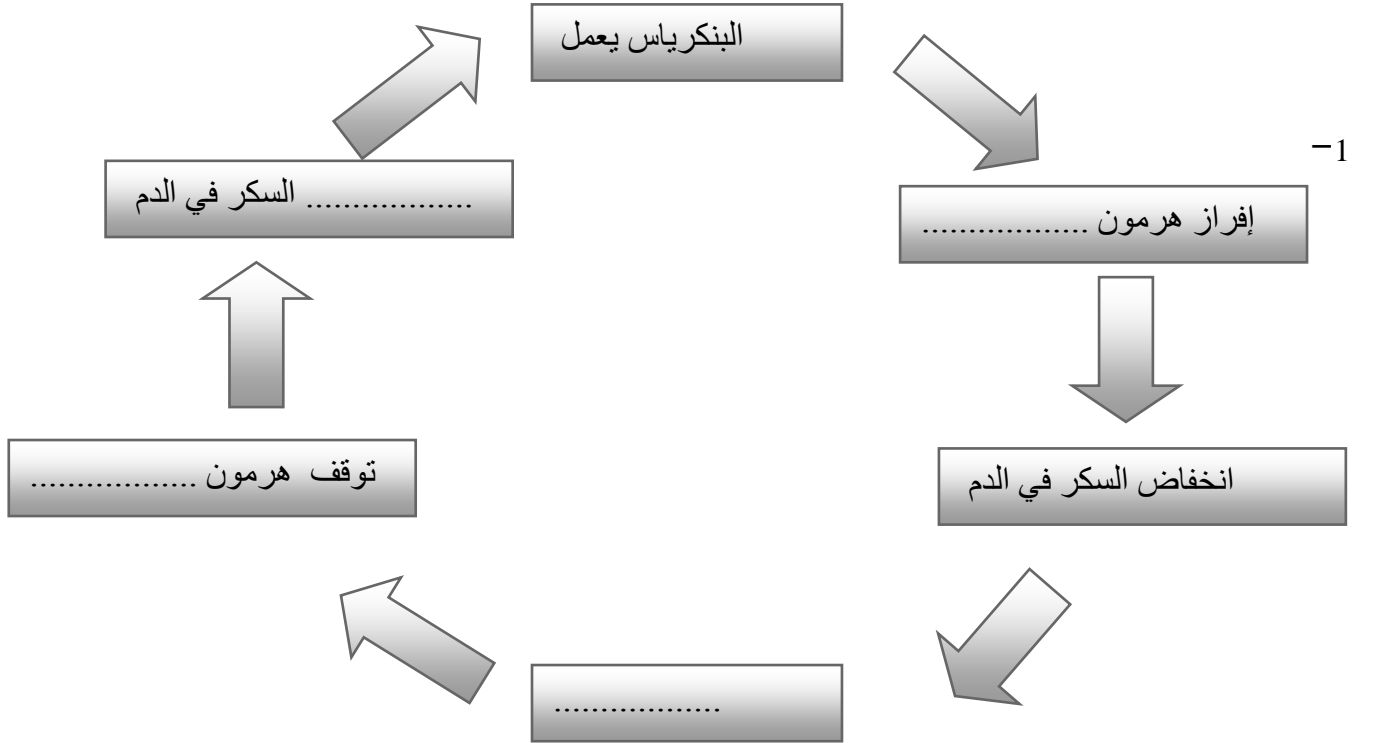 البنكرياس يعمل
1-
إفراز هرمون ..................
انخفاض السكر في الدم
..................
توقف هرمون ..................
.................. السكر في الدم